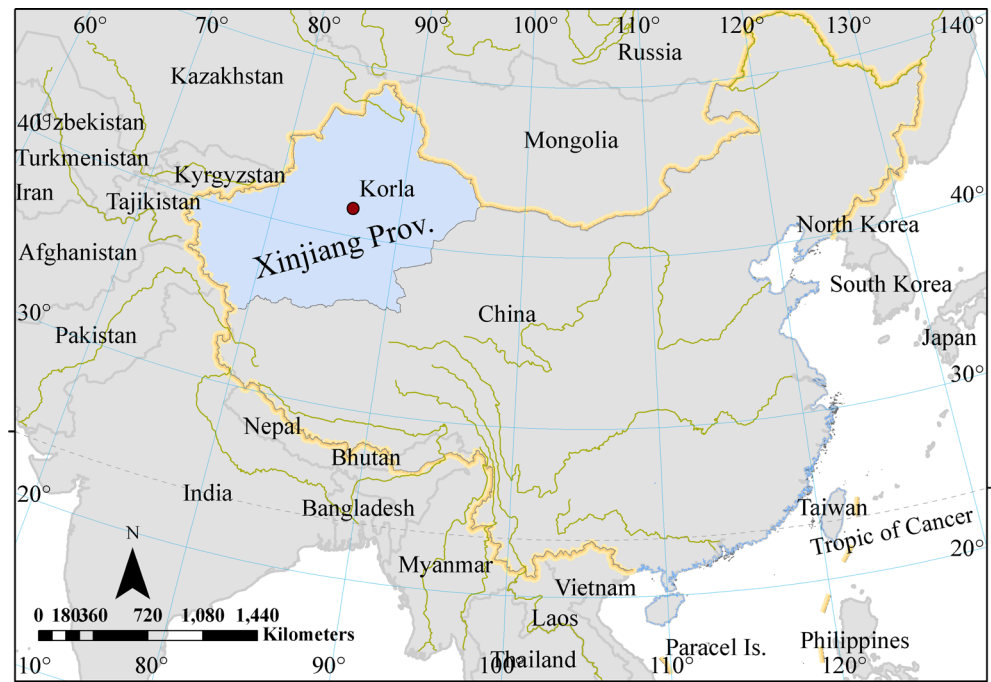 60° 70° 80° 90° 100° 110° 120° 130° 140°
Russia
Kazakhstan
40°
Uzbekistan
Mongolia
Turkmenistan
Kyrgyzstan
Iran
Korla
40°
Tajikistan
North Korea
Xinjiang Prov.
Afghanistan
South Korea
30°
China
Pakistan
Japan
30°
Nepal
Bhutan
20°
India
Bangladesh
Taiwan
Tropic of Cancer
N
20°
Myanmar
Vietnam
0 180 360 720 1,080 1,440
Kilometers
Laos
Paracel Is.
Philippines
Thailand
10° 80° 90° 100° 110° 120°